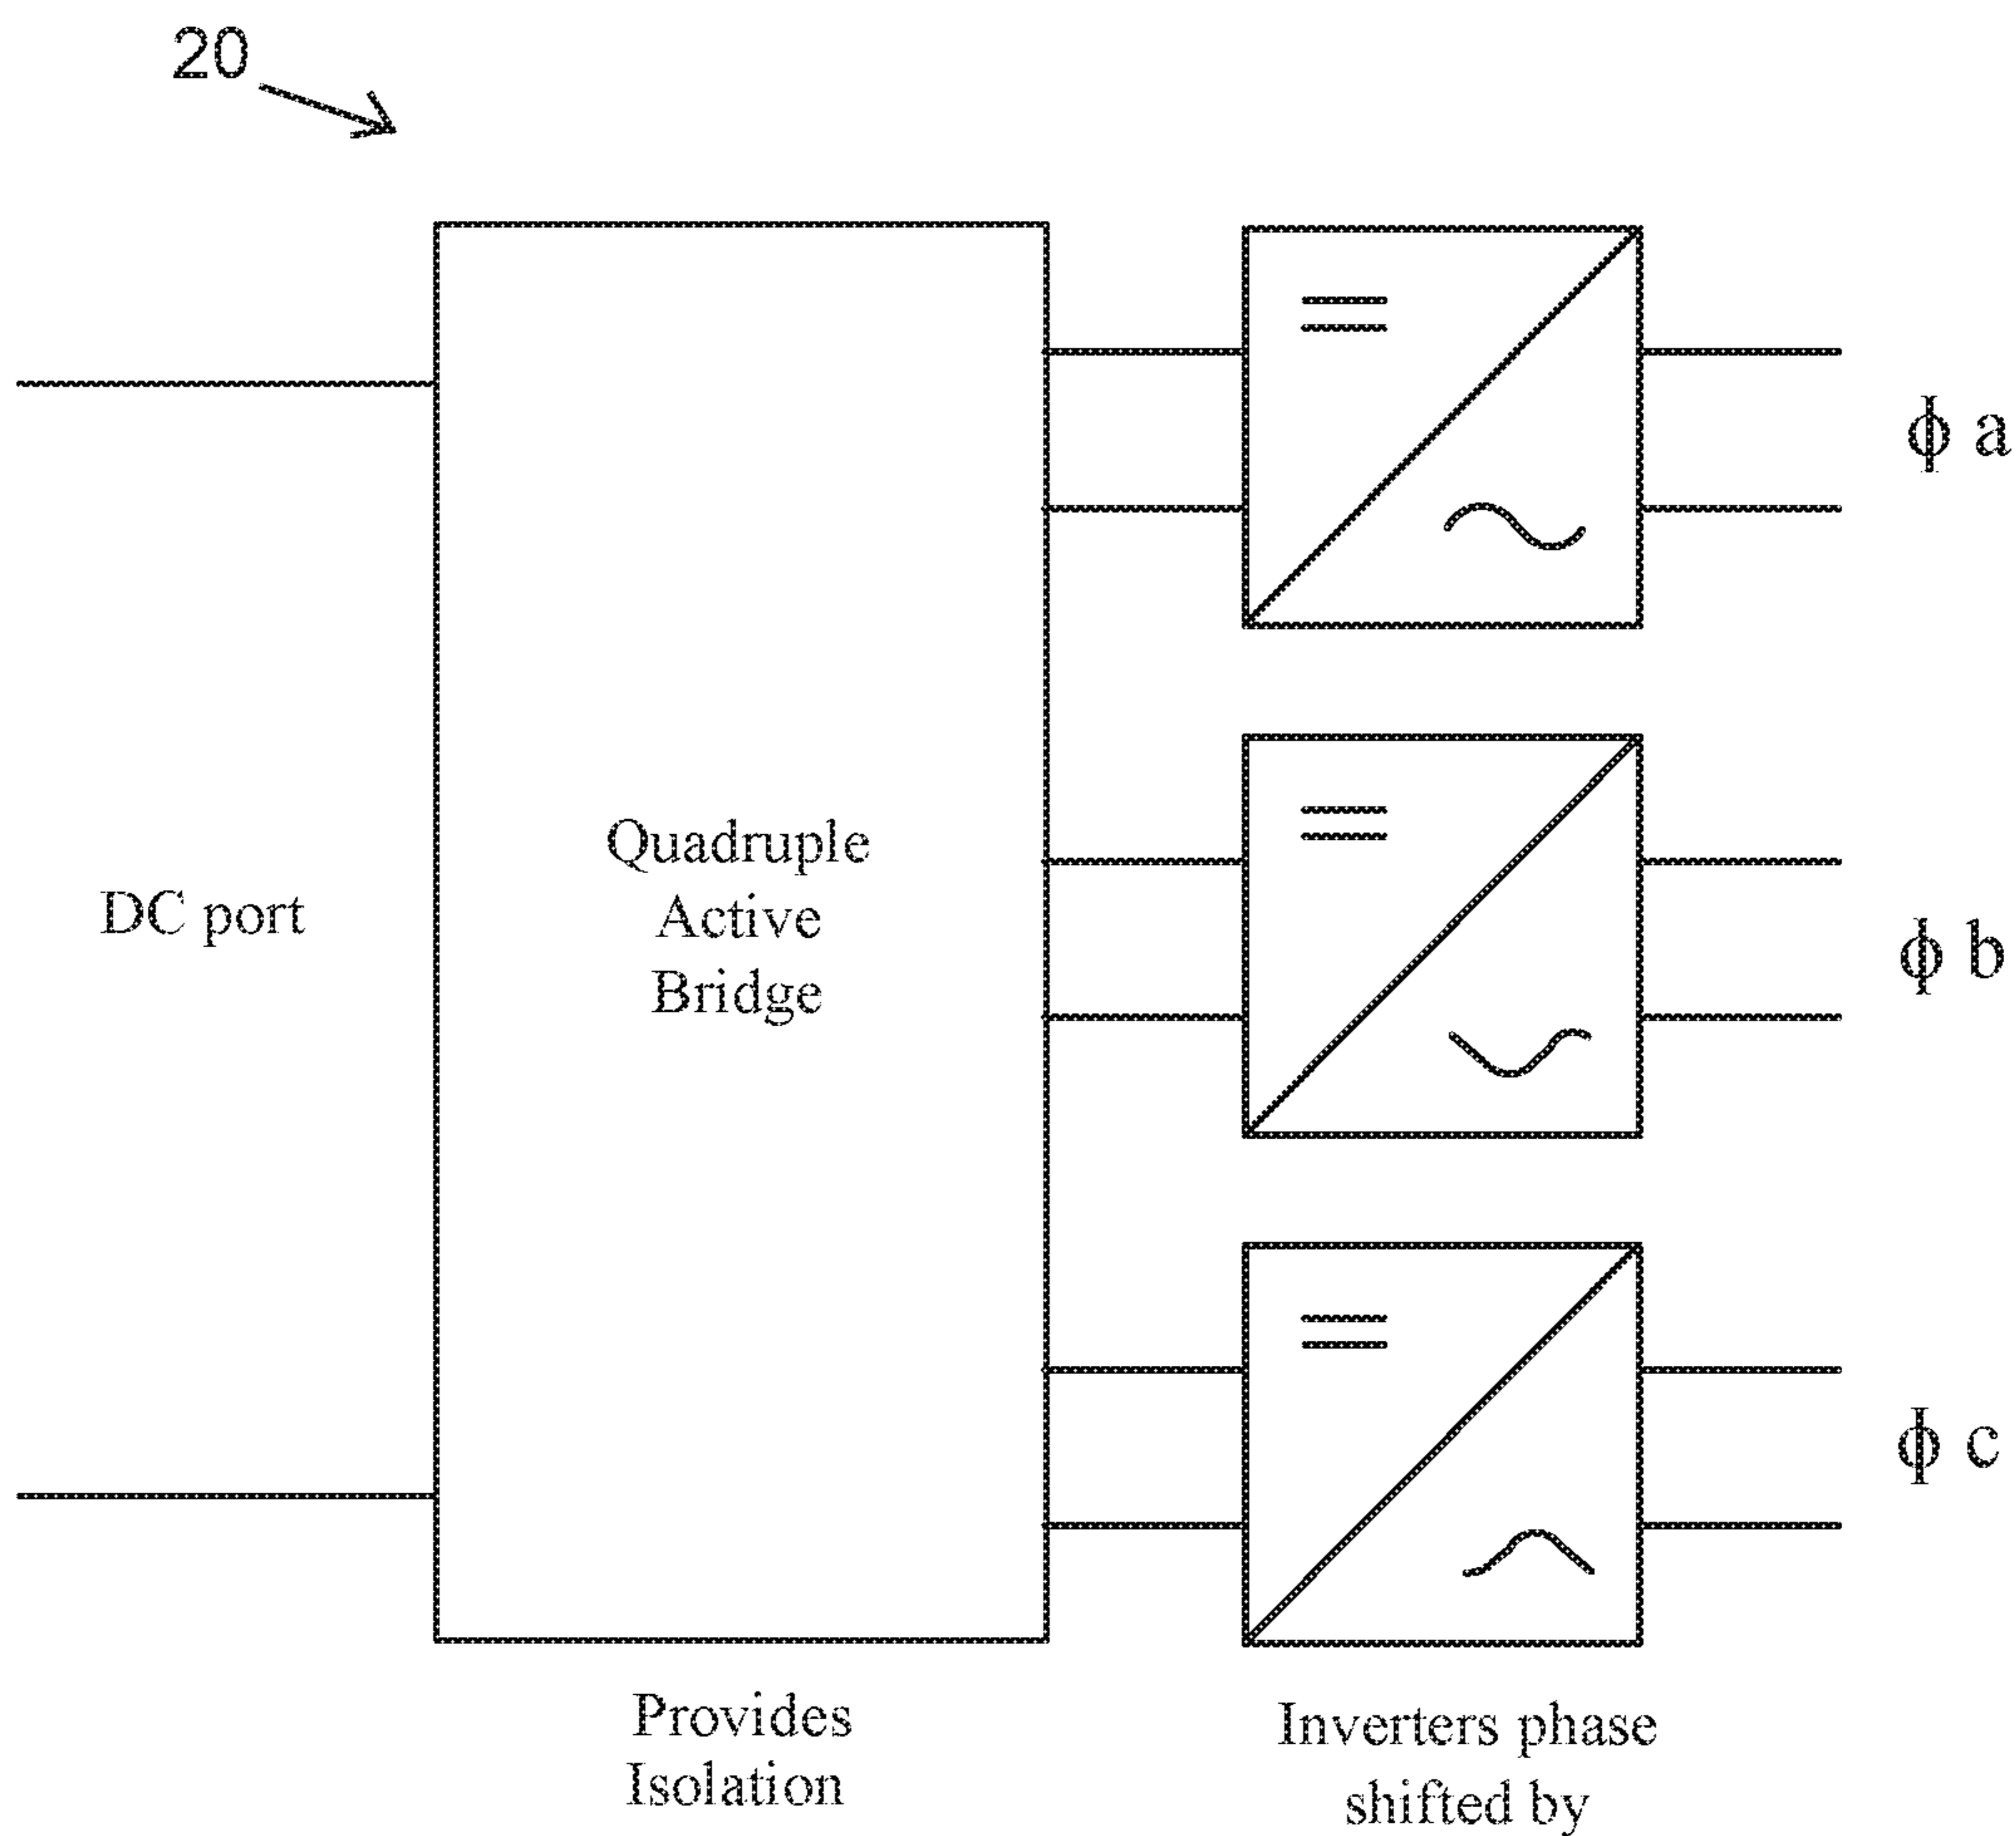 20
DC port
Quadruple
Active
Bridge
ϕ a
ϕ b
ϕ c
Provides
Isolation
Inverters phase
shifted by